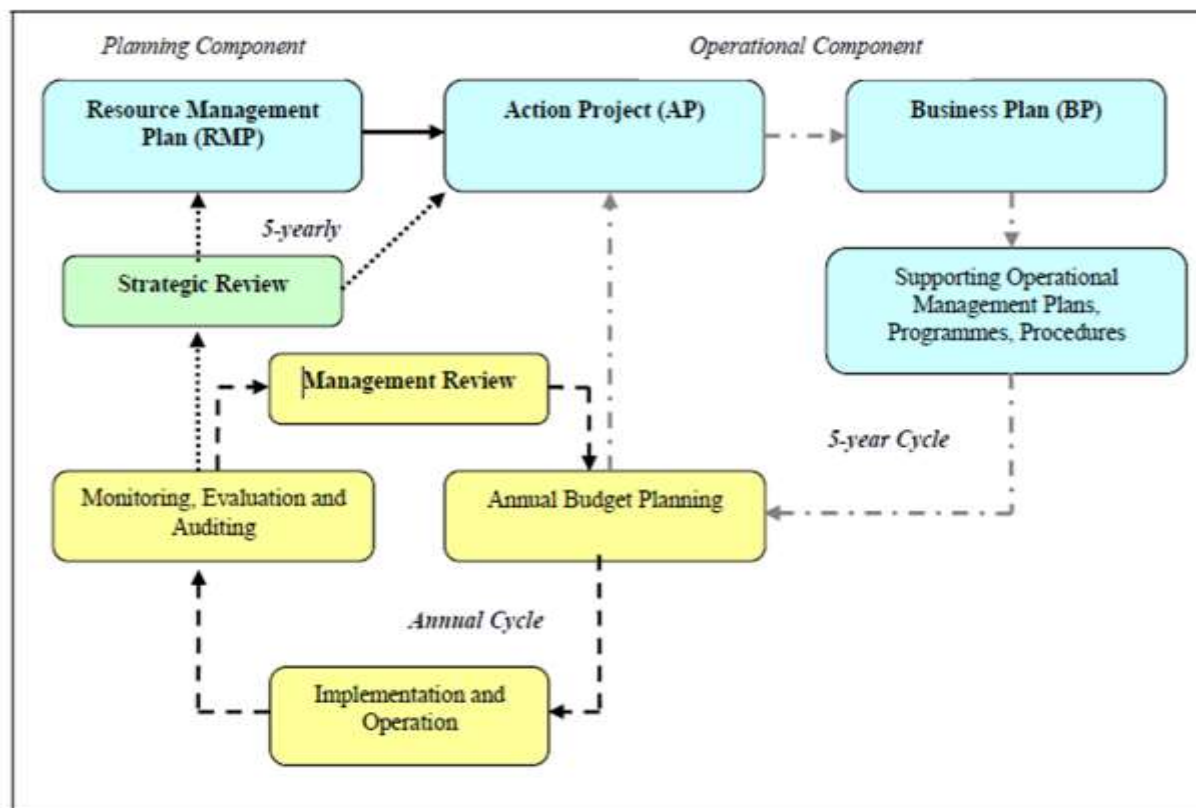 Planning Component
Operational Component
Resource Management
Plan (RMP)
Action Project (AP)
Business Plan (BP)
5-yearly
Strategic Review
Supporting Operational
Management Plans,
Programmes, Procedures
Management Review
5-year Cycle
Monitoring, Evaluation and
Auditing
Annual Budget Planning
Annual Cycle
Implementation and
Operation